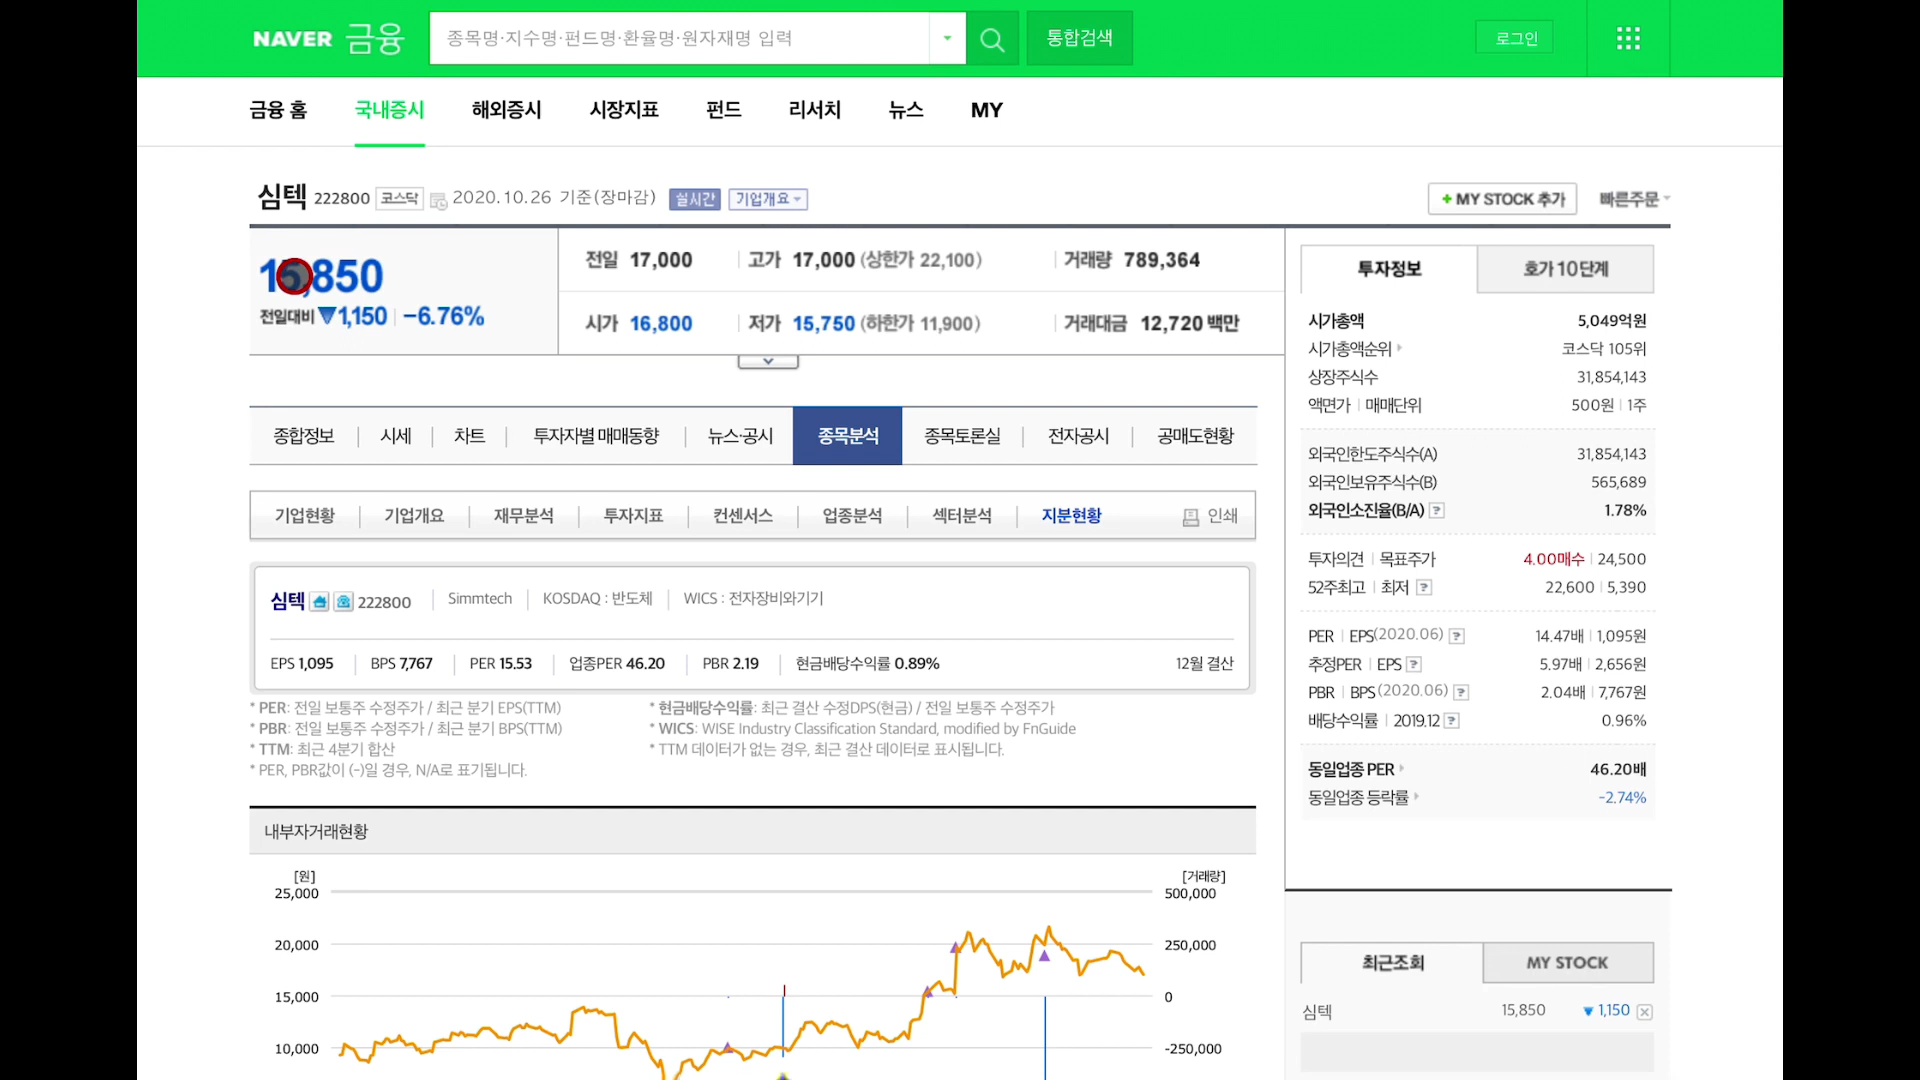 NAVER 금융 종목명·지수명·펀드명·환율명·원자재명 입력 통합검색 로그인
금융 홈 국내증시 해외증시 시장지표 펀드 리서치 뉴스 MY
심텍 222800 코스닥 2020.10.26 기준(장마감) 실시간 기업개요 + MY STOCK 추가 빠른주문
15,850
전일대비 ▼1,150 -6.76%
전일 17,000 고가 17,000 (상한가 22,100) 거래량 789,364
시가 16,800 저가 15,750 (하한가 11,900) 거래대금 12,720 백만
종합정보 시세 차트 투자자별 매매동향 뉴스·공시 종목분석 종목토론실 전자공시 공매도현황
기업현황 기업개요 재무분석 투자지표 컨센서스 업종분석 섹터분석 지분현황 인쇄
심텍 222800 Simmtech KOSDAQ : 반도체 WICS : 전자장비와기기
EPS 1,095 BPS 7,767 PER 15.53 업종PER 46.20 PBR 2.19 현금배당수익률 0.89% 12월 결산
* PER: 전일 보통주 수정주가 / 최근 분기 EPS(TTM)
* PBR: 전일 보통주 수정주가 / 최근 분기 BPS(TTM)
* TTM: 최근 4분기 합산
* PER, PBR값이 (-)일 경우, N/A로 표기됩니다.
* 현금배당수익률: 최근 결산 수정DPS(현금) / 전일 보통주 수정주가
* WICS: WISE Industry Classification Standard, modified by FnGuide
* TTM 데이터가 없는 경우, 최근 결산 데이터로 표시됩니다.
내부자거래현황
[원] [거래량]
25,000 500,000
20,000 250,000
15,000 0
10,000 -250,000
투자정보 호가 10단계
시가총액 5,049억원
시가총액순위 코스닥 105위
상장주식수 31,854,143
액면가 매매단위 500원 1주
외국인한도주식수(A) 31,854,143
외국인보유주식수(B) 565,689
외국인소진율(B/A) ? 1.78%
투자의견 목표주가 4.00매수 24,500
52주최고 최저 ? 22,600 5,390
PER EPS(2020.06) ? 14.47배 1,095원
추정PER EPS ? 5.97배 2,656원
PBR BPS(2020.06) ? 2.04배 7,767원
배당수익률 2019.12 ? 0.96%
동일업종 PER 46.20배
동일업종 등락률 -2.74%
최근조회 MY STOCK
심텍 15,850 ▼ 1,150